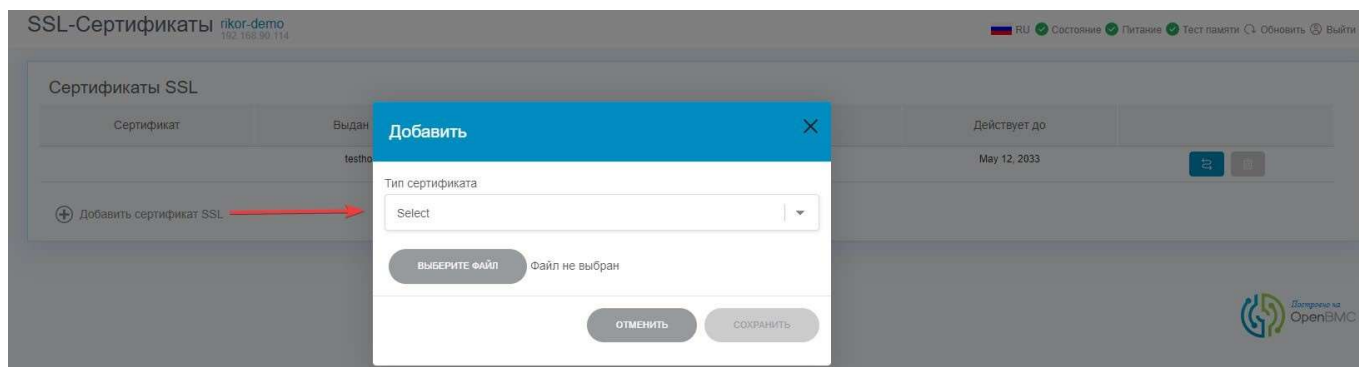 SSL-Сертификаты rikor-demo
192.168.90.114
RU Состояние Питание Тест памяти Обновить Выйти
Сертификаты SSL
Сертификат Выдан Действует до
testho May 12, 2033
Добавить сертификат SSL
Добавить
Тип сертификата
Select
ВЫБЕРИТЕ ФАЙЛ Файл не выбран
ОТМЕНИТЬ СОХРАНИТЬ
Построено на
OpenBMC